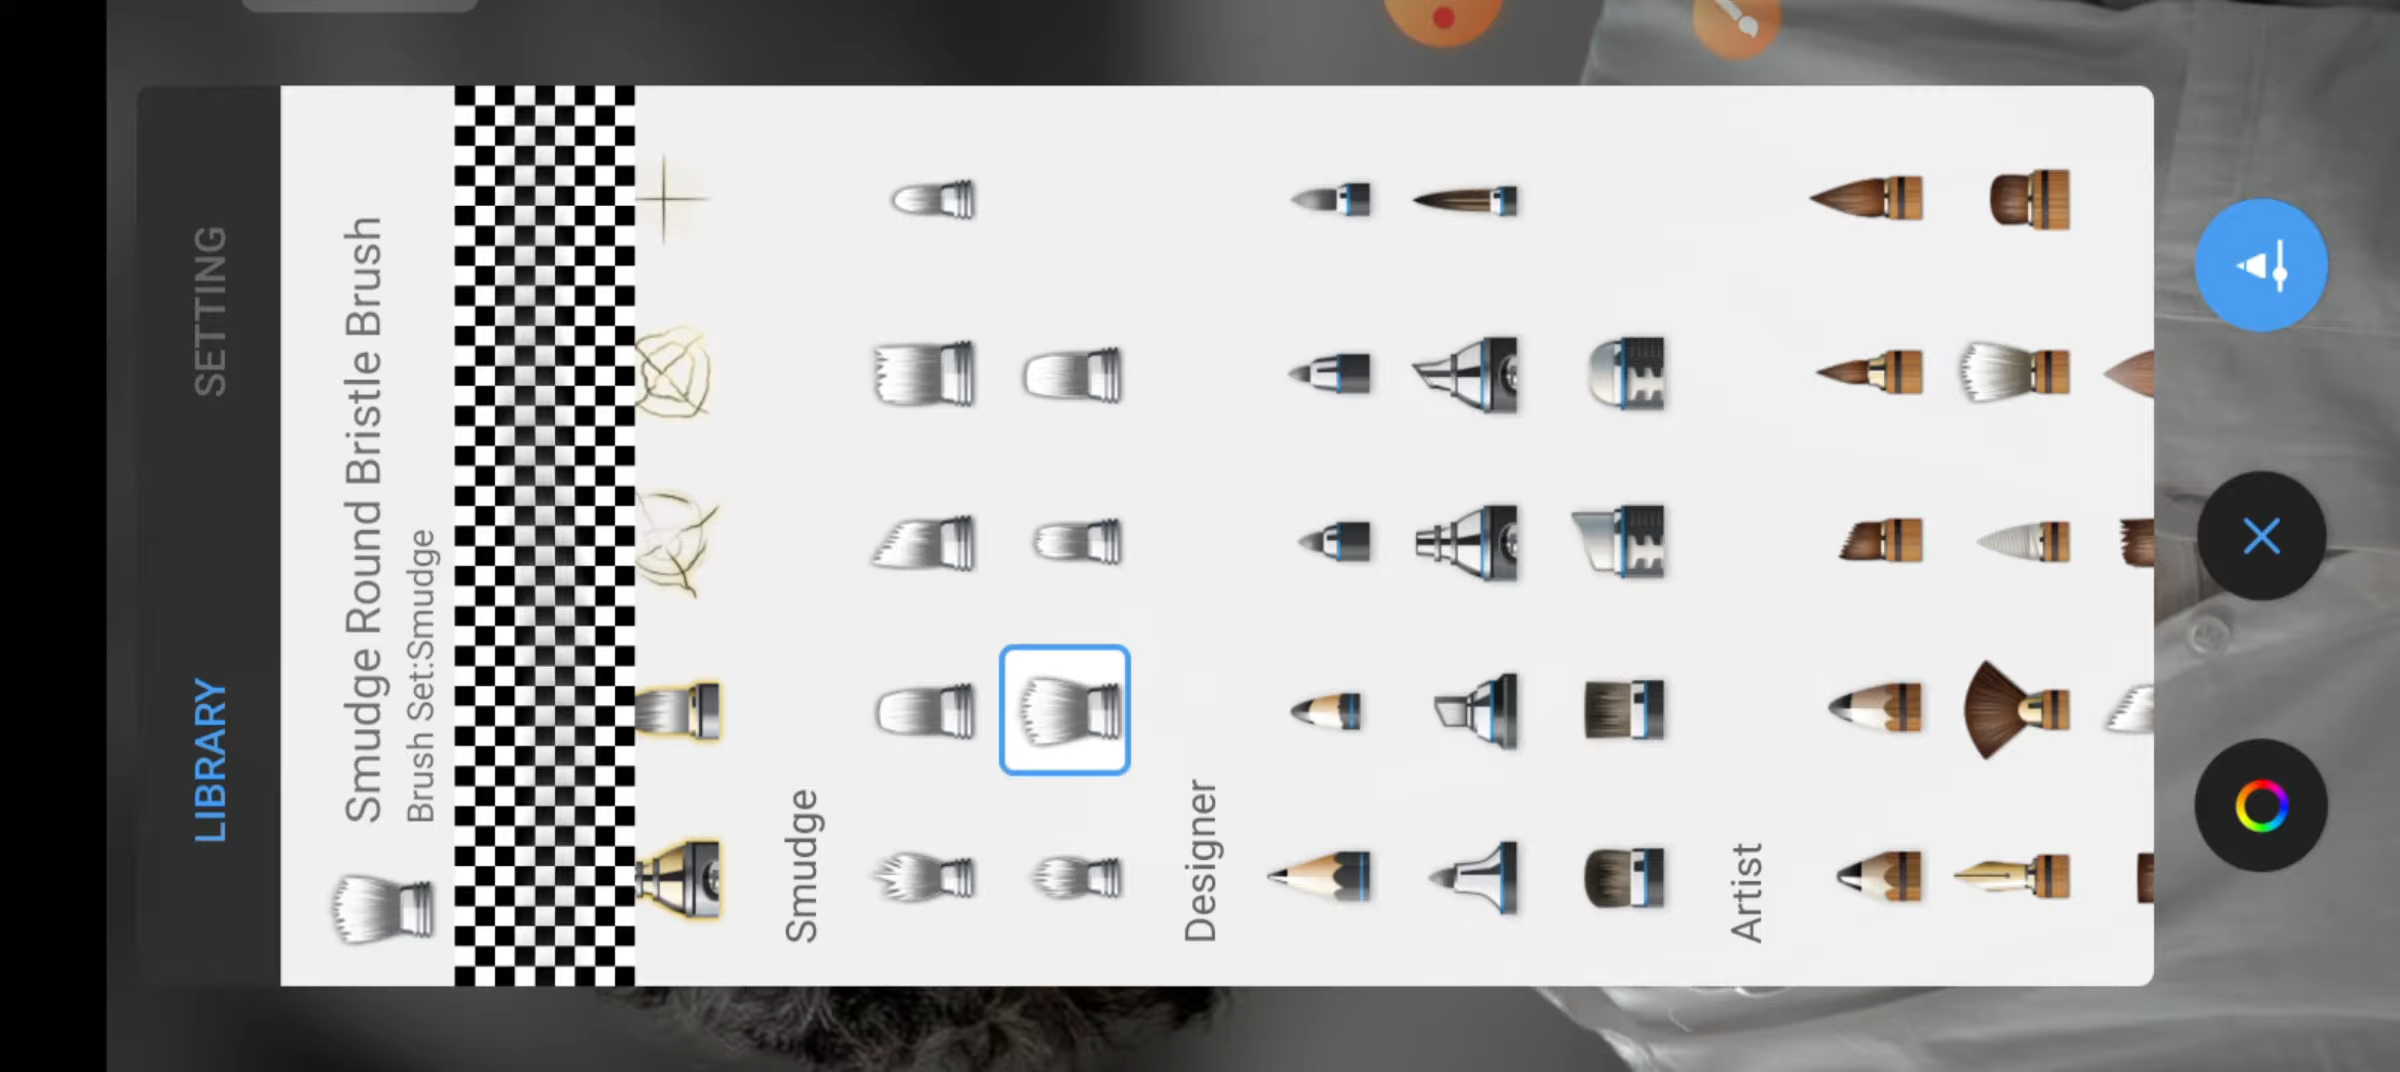 LIBRARY SETTING
Smudge Round Bristle Brush
Brush Set:Smudge
Smudge
Designer
Artist